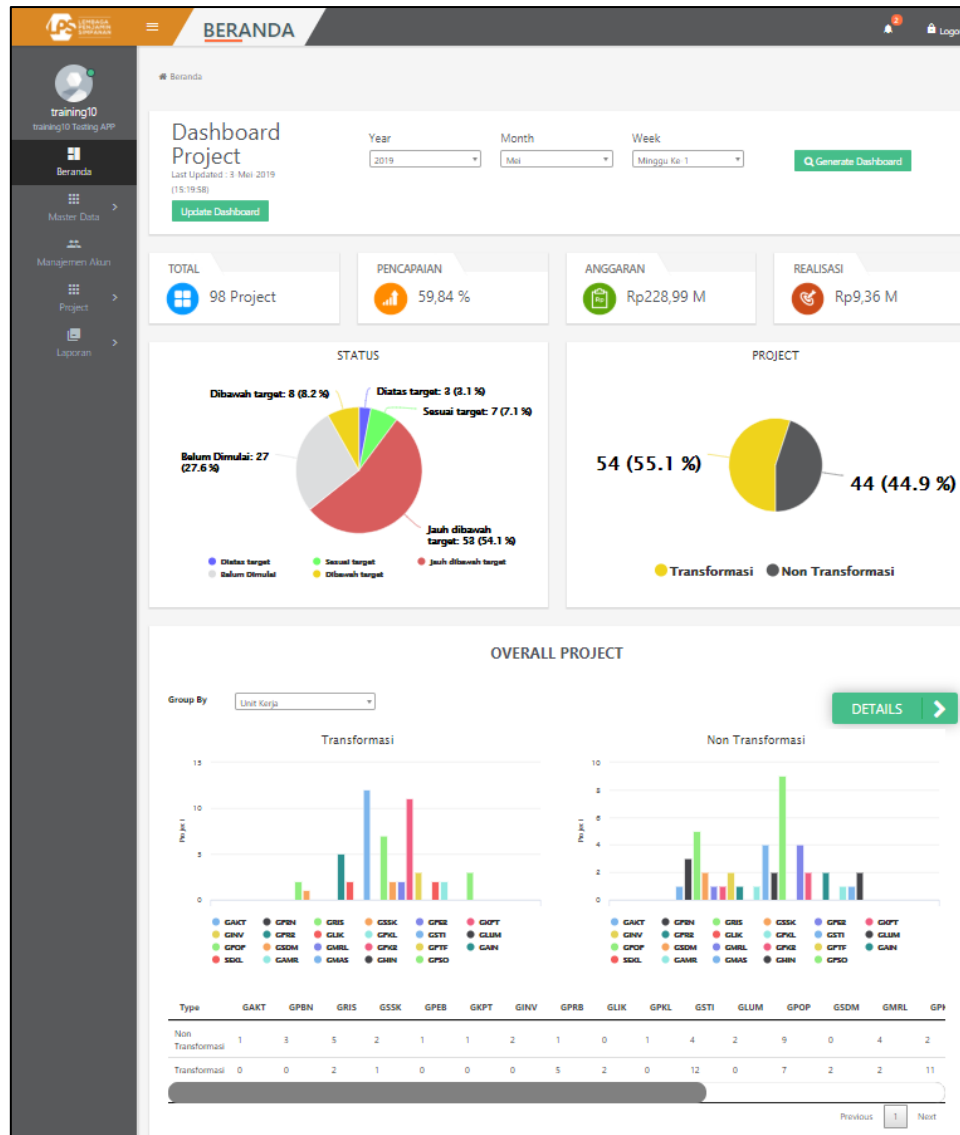 LPS LEMBAGA
PENJAMIN
SIMPANAN
BERANDA
2
Logo
training10
training10 Testing APP
Beranda
Master Data
Manajemen Akun
Project
Laporan
Beranda
Dashboard
Project
Last Updated : 3 Mei 2019
(15:19:58)
Update Dashboard
Year
2019
Month
Mei
Week
Minggu Ke-1
Generate Dashboard
TOTAL
98 Project
PENCAPAIAN
59,84 %
ANGGARAN
Rp
Rp228,99 M
REALISASI
Rp9,36 M
STATUS
Dibawah target: 8 (8.2 %)
Diatas target: 3 (3.1 %)
Sesuai target: 7 (7.1 %)
Belum Dimulai: 27
(27.6 %)
Jauh dibawah
target: 53 (54.1 %)
Diatas target Sesuai target Jauh dibawah target
Belum Dimulai Dibawah target
PROJECT
54 (55.1 %)
44 (44.9 %)
Transformasi Non Transformasi
OVERALL PROJECT
Group By Unit Kerja
DETAILS
Transformasi
15
10
5
0
Project
GAKT GPBN GRIS GSSK GPEB GKPT
GINV GPRB GLIK GPKL GSTI GLUM
GPOP GSDM GMRL GPKB GPTF GAIN
SEKL GAMR GMAS GHIN GPSO
Non Transformasi
10
8
6
4
2
0
Project
GAKT GPBN GRIS GSSK GPEB GKPT
GINV GPRB GLIK GPKL GSTI GLUM
GPOP GSDM GMRL GPKB GPTF GAIN
SEKL GAMR GMAS GHIN GPSO
Type GAKT GPBN GRIS GSSK GPEB GKPT GINV GPRB GLIK GPKL GSTI GLUM GPOP GSDM GMRL GPK
Non
Transformasi 1 3 5 2 1 1 2 1 0 1 4 2 9 0 4 2
Transformasi 0 0 2 1 0 0 0 5 2 0 12 0 7 2 2 11
Previous 1 Next